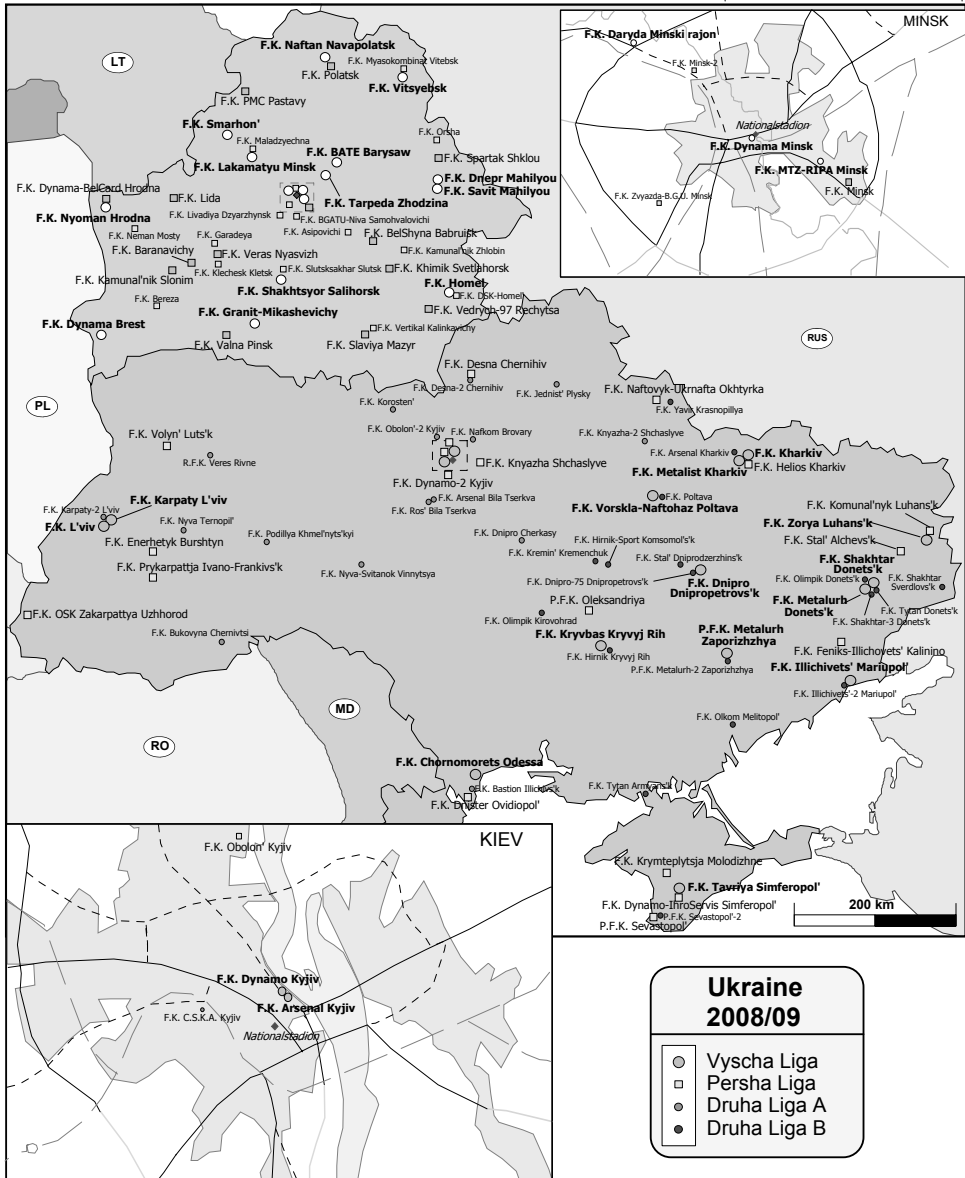 MINSK
F.K. Daryda Minski rajon
F.K. Minsk-2
Nationalstadion
F.K. Dynama Minsk
F.K. MTZ-RIPA Minsk
F.K. Minsk
F.K. Zvyazda-B.G.U. Minsk
LT
F.K. Naftan Navapolatsk
F.K. Myasokombinat Vitebsk
F.K. Polatsk
F.K. Vitsyebsk
F.K. PMC Pastavy
F.K. Smarhon'
F.K. Maladzyechna
F.K. Orsha
F.K. Lakamatyu Minsk
F.K. BATE Barysaw
F.K. Spartak Shklou
F.K. Dnepr Mahilyou
F.K. Savit Mahilyou
F.K. Dynama-BelCard Hrodna
F.K. Lida
F.K. Tarpeda Zhodzina
F.K. Nyoman Hrodna
F.K. Livadiya Dzyarzhynsk
F.K. BGATU-Niva Samohvalovichi
F.K. Neman Mosty
F.K. Garadeya
F.K. Asipovichi
F.K. BelShyna Babrujsk
F.K. Baranavichy
F.K. Veras Nyasvizh
F.K. Kamunal'nik Zhlobin
F.K. Klechesk Kletsk
F.K. Slutsksakhar Slutsk
F.K. Khimik Svetlahorsk
F.K. Kamunal'nik Slonim
F.K. Shakhtsyor Salihorsk
F.K. Homel
F.K. DSK-Homell
F.K. Bereza
F.K. Granit-Mikashevichy
F.K. Vedrych-97 Rechytsa
F.K. Dynama Brest
F.K. Vertikal Kalinkavichy
F.K. Valna Pinsk
F.K. Slaviya Mazyr
RUS
PL
F.K. Desna Chernihiv
F.K. Desna-2 Chernihiv
F.K. Jednist' Plysky
F.K. Naftovyk-Ukrnafta Okhtyrka
F.K. Yavir Krasnopillya
F.K. Korosten'
F.K. Obolon'-2 Kyjiv
F.K. Nafkom Brovary
F.K. Knyazha-2 Shchaslyve
F.K. Volyn' Luts'k
R.F.K. Veres Rivne
F.K. Knyazha Shchaslyve
F.K. Arsenal Kharkiv
F.K. Kharkiv
F.K. Metalist Kharkiv
F.K. Helios Kharkiv
F.K. Dynamo-2 Kyjiv
F.K. Arsenal Bila Tserkva
F.K. Ros' Bila Tserkva
F.K. Poltava
F.K. Vorskla-Naftohaz Poltava
F.K. Karpaty L'viv
F.K. Karpaty-2 L'viv
F.K. L'viv
F.K. Nyva Ternopil'
F.K. Enerhetyk Burshtyn
F.K. Podillya Khmel'nyts'kyi
F.K. Dnipro Cherkasy
F.K. Hirnik-Sport Komsomol's'k
F.K. Kremin' Kremenchuk
F.K. Komunal'nyk Luhans'k
F.K. Zorya Luhans'k
F.K. Stal' Alchevs'k
F.K. Prykarpattja Ivano-Frankivs'k
F.K. Nyva-Svitanok Vinnytsya
F.K. Stal' Dniprodzerzhins'k
F.K. Dnipro-75 Dnipropetrovs'k
F.K. Dnipro
Dnipropetrovs'k
F.K. Shakhtar
Donets'k
F.K. Olimpik Donets'k
F.K. Shakhtar
Sverdlovs'k
F.K. Metalurh
Donets'k
F.K. Tytan Donets'k
F.K. Shakhtar-3 Donets'k
F.K. OSK Zakarpattya Uzhhorod
P.F.K. Oleksandriya
F.K. Olimpik Kirovohrad
F.K. Bukovyna Chernivtsi
F.K. Kryvbas Kryvyj Rih
F.K. Hirnik Kryvyj Rih
P.F.K. Metalurh
Zaporizhzhya
P.F.K. Metalurh-2 Zaporizhzhya
F.K. Feniks-Illichovets' Kalinino
F.K. Illichivets' Mariupol'
F.K. Illichivets'-2 Mariupol'
MD
RO
F.K. Olkom Melitopol'
F.K. Chornomorets Odessa
F.K. Bastion Illichivs'k
F.K. Dnister Ovidiopol'
F.K. Tytan Armyans'k
F.K. Krymteplytsja Molodizhne
F.K. Tavriya Simferopol'
F.K. Dynamo-IhroServis Simferopol'
P.F.K. Sevastopol'-2
P.F.K. Sevastopol'
200 km
KIEV
F.K. Obolon' Kyjiv
F.K. Dynamo Kyjiv
F.K. Arsenal Kyjiv
F.K. C.S.K.A. Kyjiv
Nationalstadion
Ukraine
2008/09
Vyscha Liga
Persha Liga
Druha Liga A
Druha Liga B